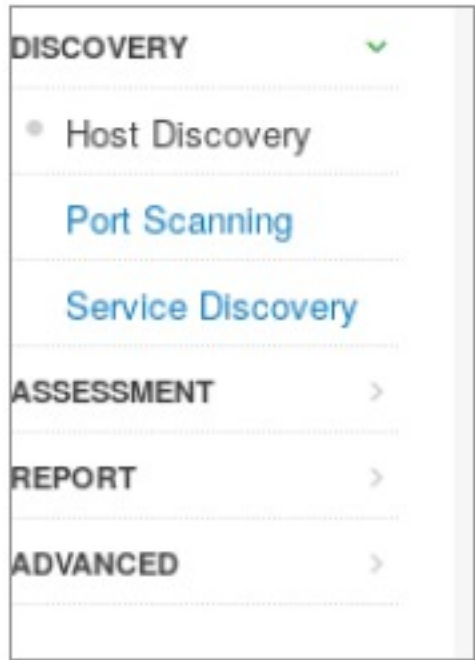 DISCOVERY
Host Discovery
Port Scanning
Service Discovery
ASSESSMENT
REPORT
ADVANCED